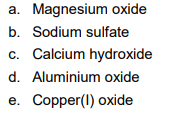 a. Magnesium oxide
b. Sodium sulfate
c. Calcium hydroxide
d. Aluminium oxide
e. Copper(I) oxide